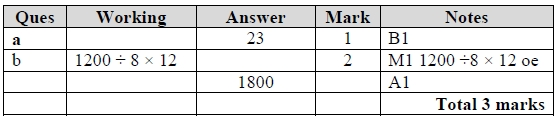 Ques Working Answer Mark Notes
a 23 1 B1
b 1200 ÷ 8 × 12 2 M1 1200 ÷8 × 12 oe
1800 A1
Total 3 marks